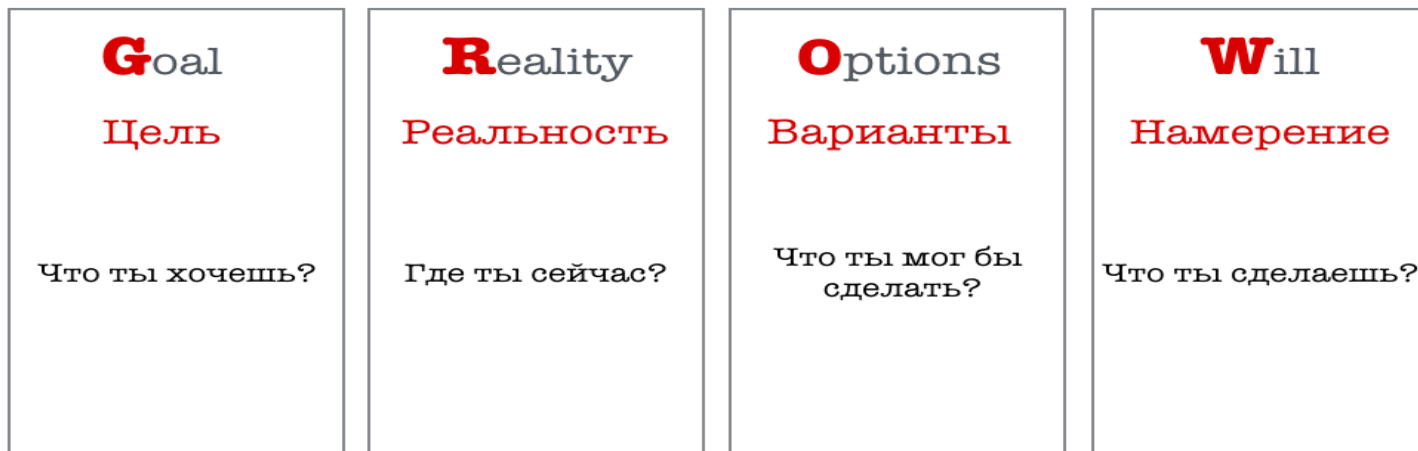 Goal
Цель
Что ты хочешь?
Reality
Реальность
Где ты сейчас?
Options
Варианты
Что ты мог бы
сделать?
Will
Намерение
Что ты сделаешь?